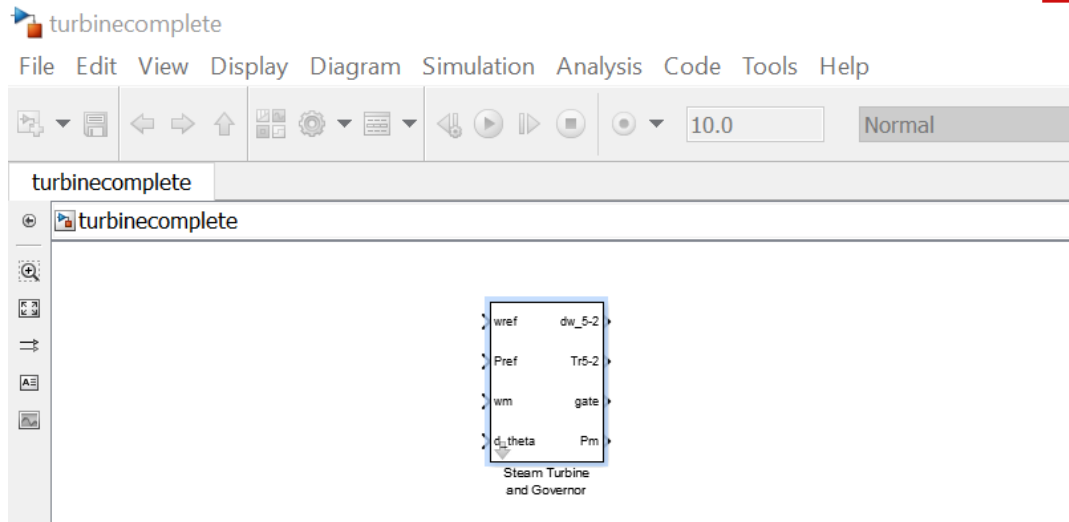 turbinecomplete
File Edit View Display Diagram Simulation Analysis Code Tools Help
10.0 Normal
turbinecomplete
turbinecomplete
wref dw_5-2
Pref Tr5-2
wm gate
d_theta Pm
Steam Turbine
and Governor